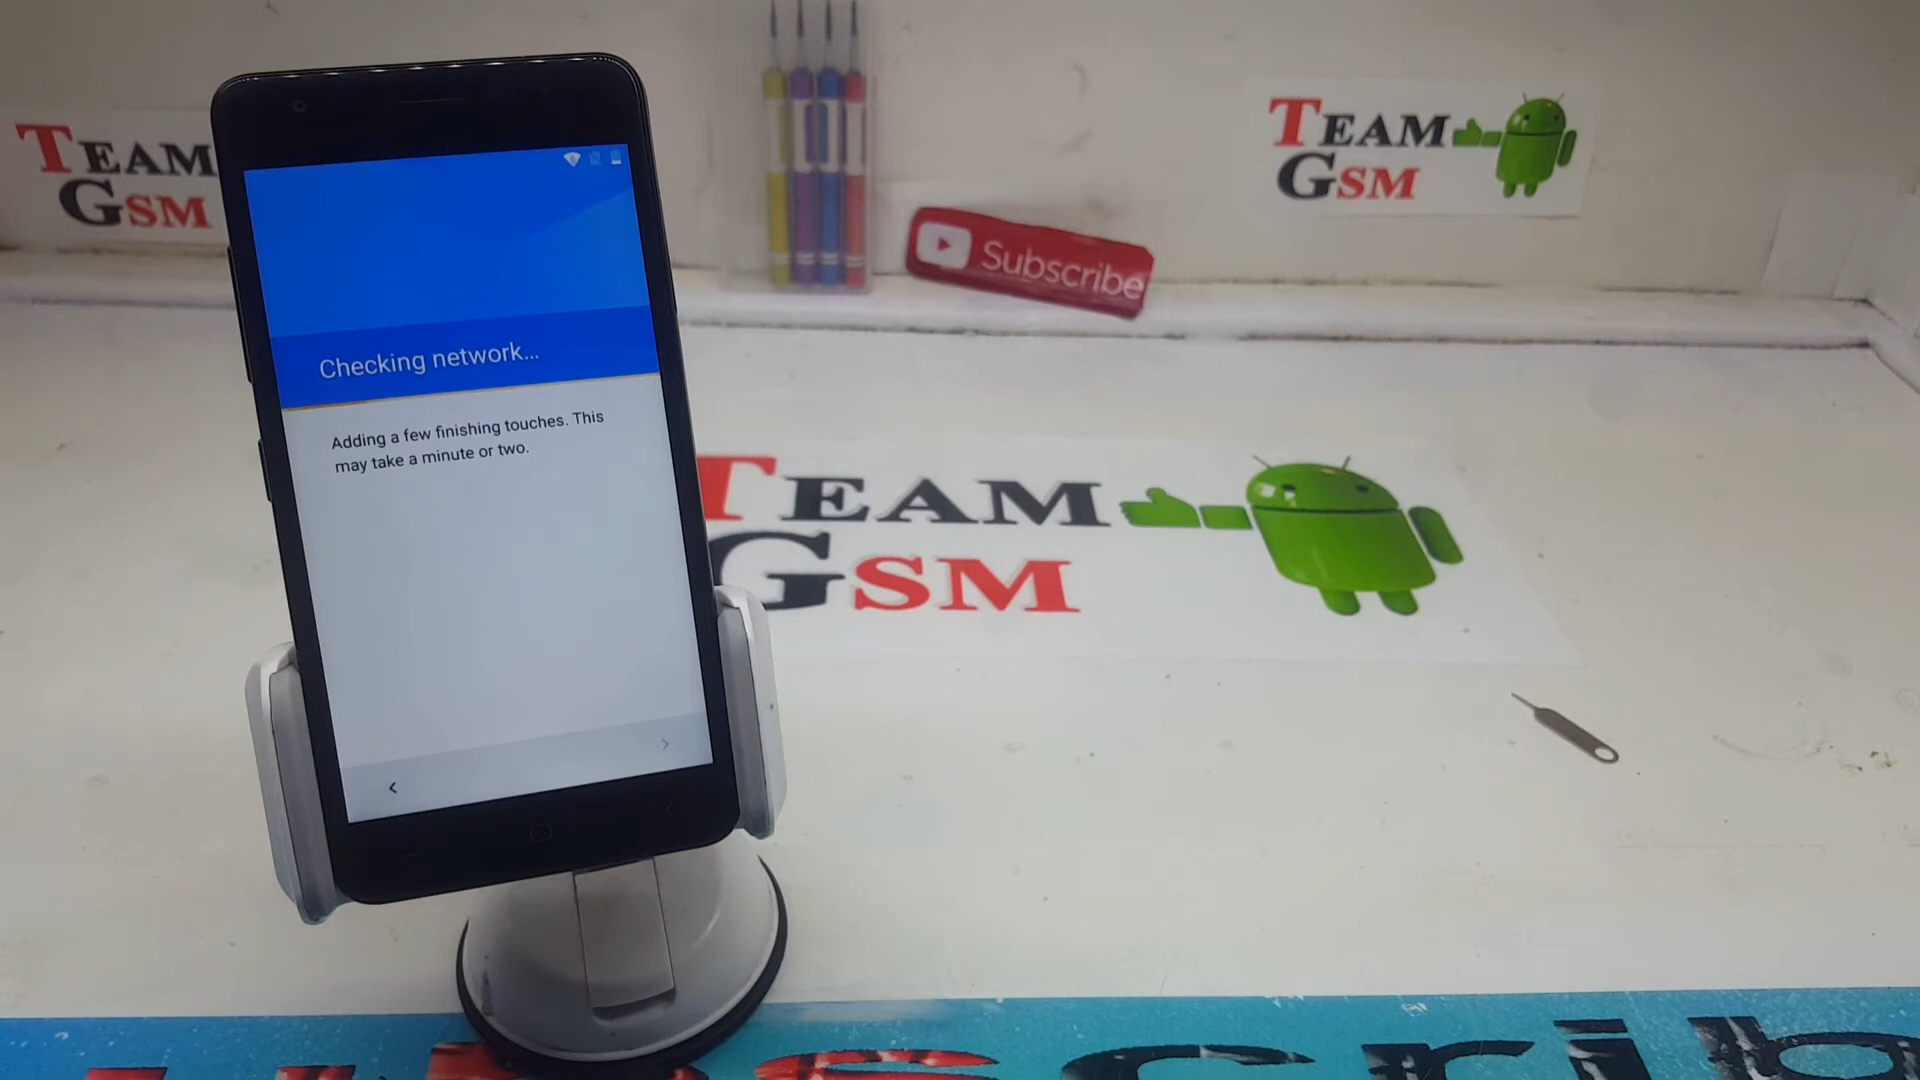 TEAM
GSM
Checking network...
Adding a few finishing touches. This
may take a minute or two.
Subscribe
TEAM
GSM
TEAM
GSM
ubscrib